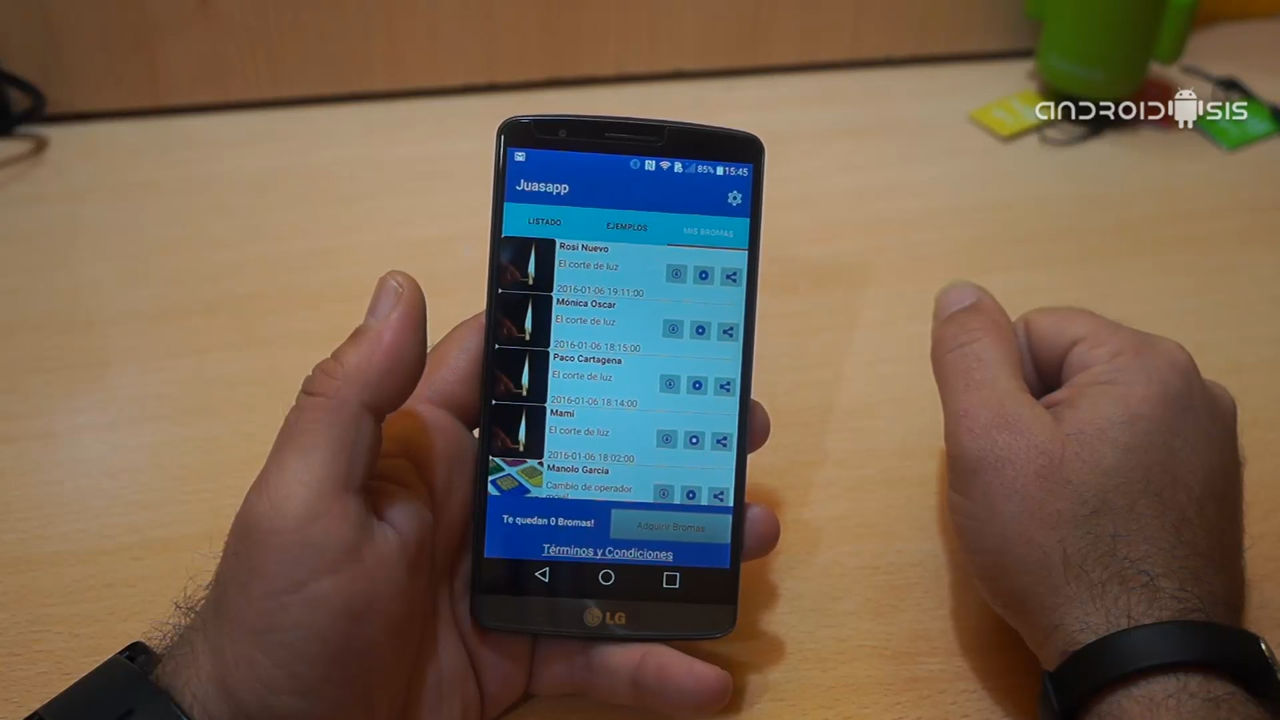 ANDROIDSIS
85% 15:45
Juasapp
LISTADO EJEMPLOS MIS BROMAS
Rosi Nuevo
El corte de luz
2016-01-06 19:11:00
Mónica Oscar
El corte de luz
2016-01-06 18:15:00
Paco Cartagena
El corte de luz
2016-01-06 18:14:00
Mami
El corte de luz
2016-01-06 18:02:00
Manolo Garcia
Cambio de operador
móvil
Te quedan 0 Bromas! Adquirir Bromas
Términos y Condiciones
LG